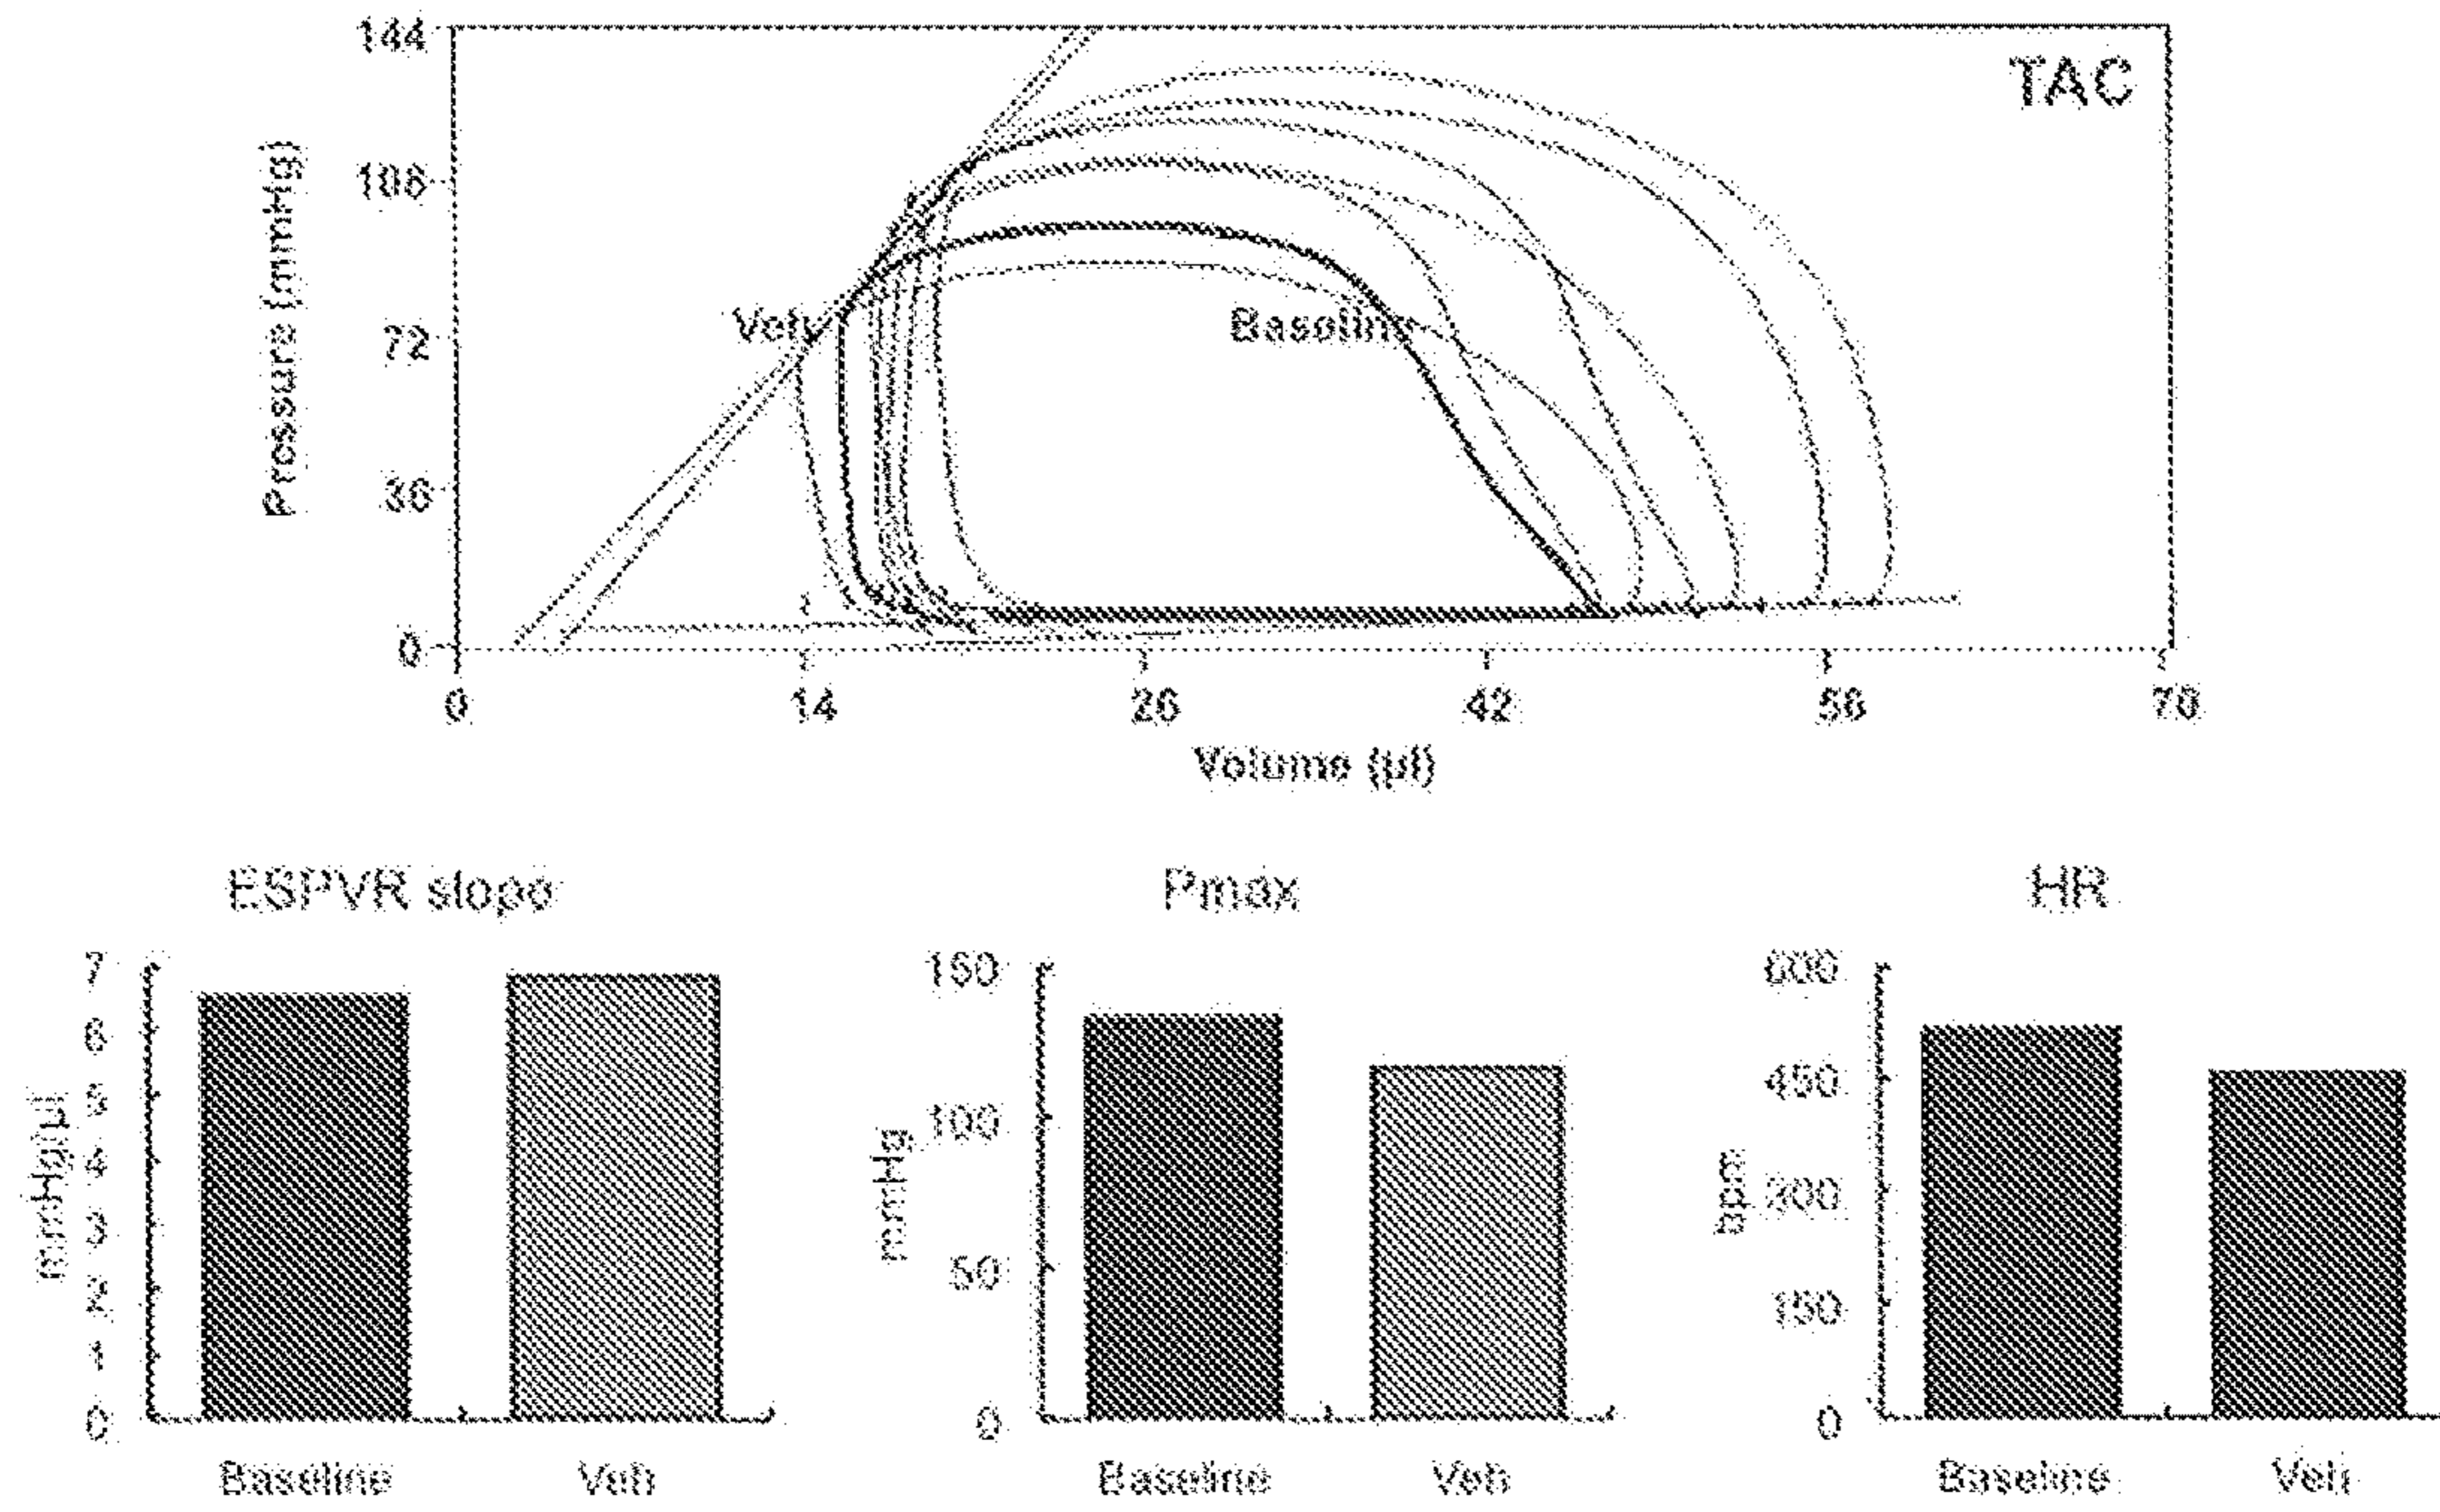 TAC
Pressure (mmHg)
144
108
72
36
0
Veh
Baseline
0
14
28
42
56
70
Volume (µl)
ESPVR slope
mmHg/µl
7
6
5
4
3
2
1
0
Baseline
Veh
Pmax
mmHg
150
100
50
0
Baseline
Veh
HR
bpm
600
450
300
150
0
Baseline
Veh